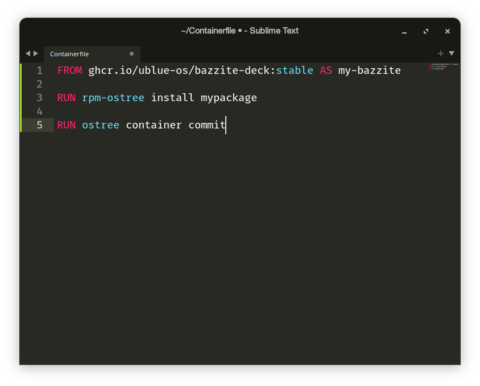 ~/Containerfile • - Sublime Text
Containerfile
1 FROM ghcr.io/ublue-os/bazzite-deck:stable AS my-bazzite
2
3 RUN rpm-ostree install mypackage
4
5 RUN ostree container commit